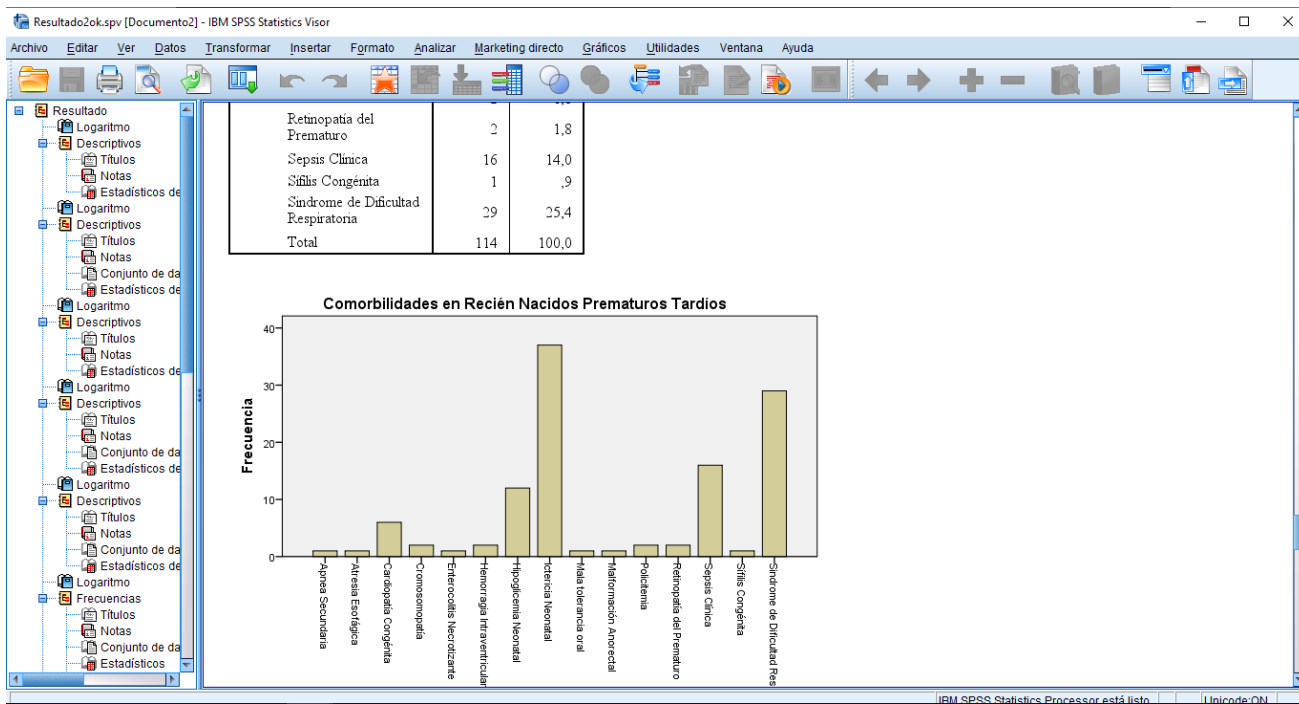 Resultado2ok.spv [Documento2] - IBM SPSS Statistics Visor
Archivo Editar Ver Datos Transformar Insertar Formato Analizar Marketing directo Gráficos Utilidades Ventana Ayuda
Resultado
Logaritmo
Descriptivos
Títulos
Notas
Estadísticos de
Logaritmo
Descriptivos
Títulos
Notas
Conjunto de da
Estadísticos de
Logaritmo
Descriptivos
Títulos
Notas
Estadísticos de
Logaritmo
Descriptivos
Títulos
Notas
Conjunto de da
Estadísticos de
Logaritmo
Descriptivos
Títulos
Notas
Conjunto de da
Estadísticos de
Logaritmo
Frecuencias
Títulos
Notas
Conjunto de da
Estadísticos
Retinopatía del
Prematuro 2 1,8
Sepsis Clínica 16 14,0
Sífilis Congénita 1 ,9
Sindrome de Dificultad
Respiratoria 29 25,4
Total 114 100,0
Comorbilidades en Recién Nacidos Prematuros Tardíos
Frecuencia
40
30
20
10
0
Apnea Secundaria
Atresia Esofágica
Cardiopatía Congénita
Cromosomopatía
Enterocolitis Necrotizante
Hemorragia Intraventricular
Hipoglicemia Neonatal
Ictericia Neonatal
Mala tolerancia oral
Malformación Anorectal
Policitemia
Retinopatía del Prematuro
Sepsis Clínica
Sífilis Congénita
Sindrome de Dificultad Res
IBM SPSS Statistics Processor está listo Unicode:ON